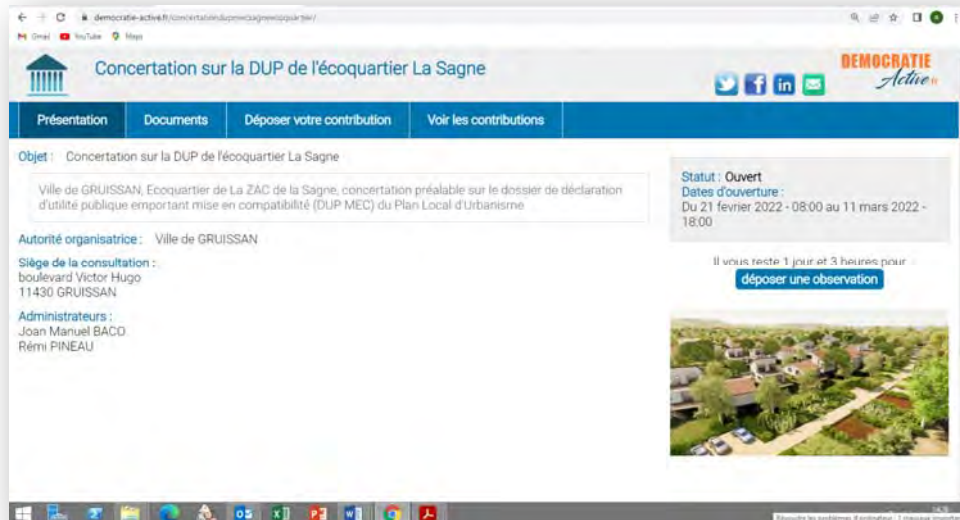 democratie-active.fr/concertationdupmeclasagneecoquartier/
Gmail YouTube Maps
Concertation sur la DUP de l'écoquartier La Sagne
DEMOCRATIE
Active.fr
Présentation Documents Déposer votre contribution Voir les contributions
Objet : Concertation sur la DUP de l'écoquartier La Sagne
Ville de GRUISSAN, Ecoquartier de La ZAC de la Sagne, concertation préalable sur le dossier de déclaration
d'utilité publique emportant mise en compatibilité (DUP MEC) du Plan Local d'Urbanisme
Autorité organisatrice : Ville de GRUISSAN
Siège de la consultation :
boulevard Victor Hugo
11430 GRUISSAN
Administrateurs :
Joan Manuel BACO
Rémi PINEAU
Statut : Ouvert
Dates d'ouverture :
Du 21 fevrier 2022 - 08:00 au 11 mars 2022 -
18:00
Il vous reste 1 jour et 3 heures pour
déposer une observation